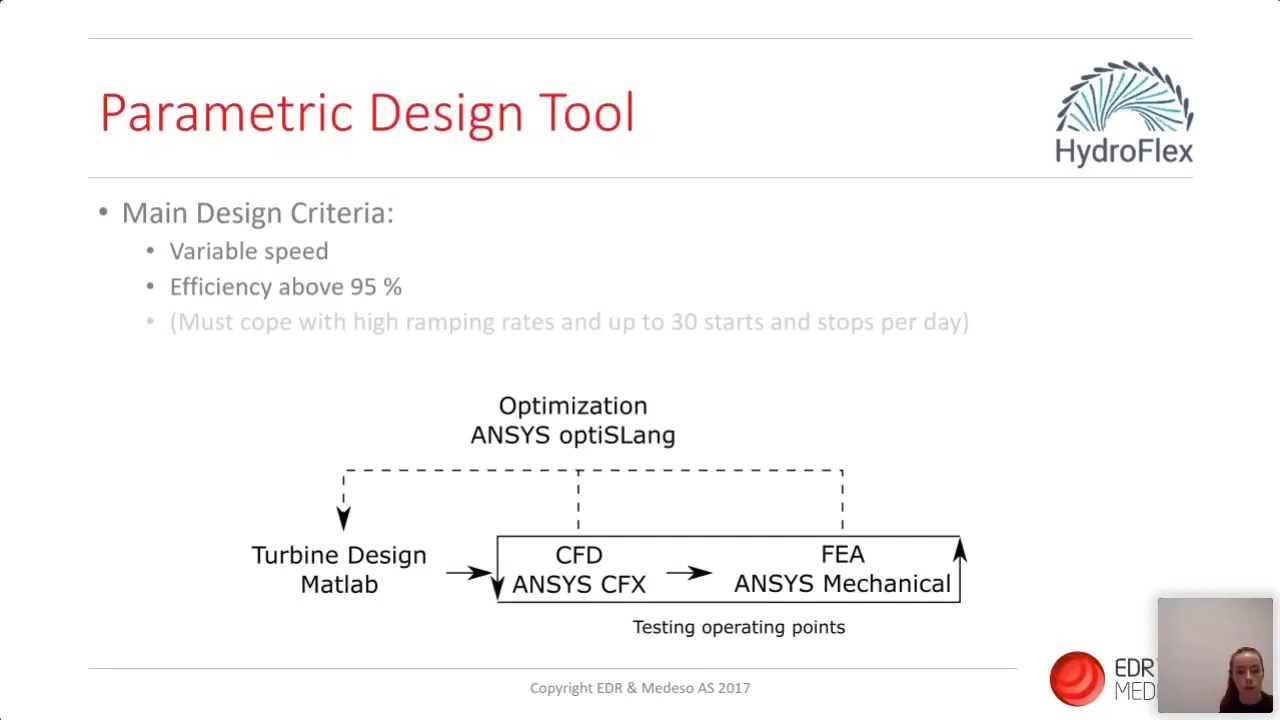 Parametric Design Tool
HydroFlex
• Main Design Criteria:
• Variable speed
• Efficiency above 95 %
• (Must cope with high ramping rates and up to 30 starts and stops per day)
Optimization
ANSYS optiSLang
Turbine Design
Matlab
CFD
ANSYS CFX
FEA
ANSYS Mechanical
Testing operating points
Copyright EDR & Medeso AS 2017
EDR
MED